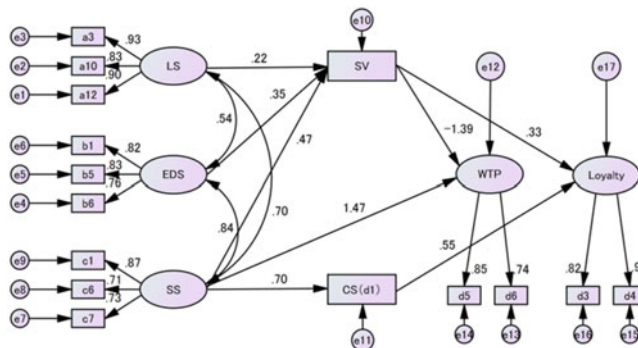 e10
e3 a3 .93
e2 a10 .83 LS .22 SV e12 e17
e1 a12 .90
.35
.54 .47 -1.39 .33
e6 b1 .82
e5 b5 .83 EDS WTP Loyalty
e4 b6 .76
.70 1.47
.84 .55
e9 c1 .87 .85 .74 .82
e8 c6 .71 SS .70 CS(d1) d5 d6 d3 d4
e7 c7 .73
e11 e14 e13 e16 e15